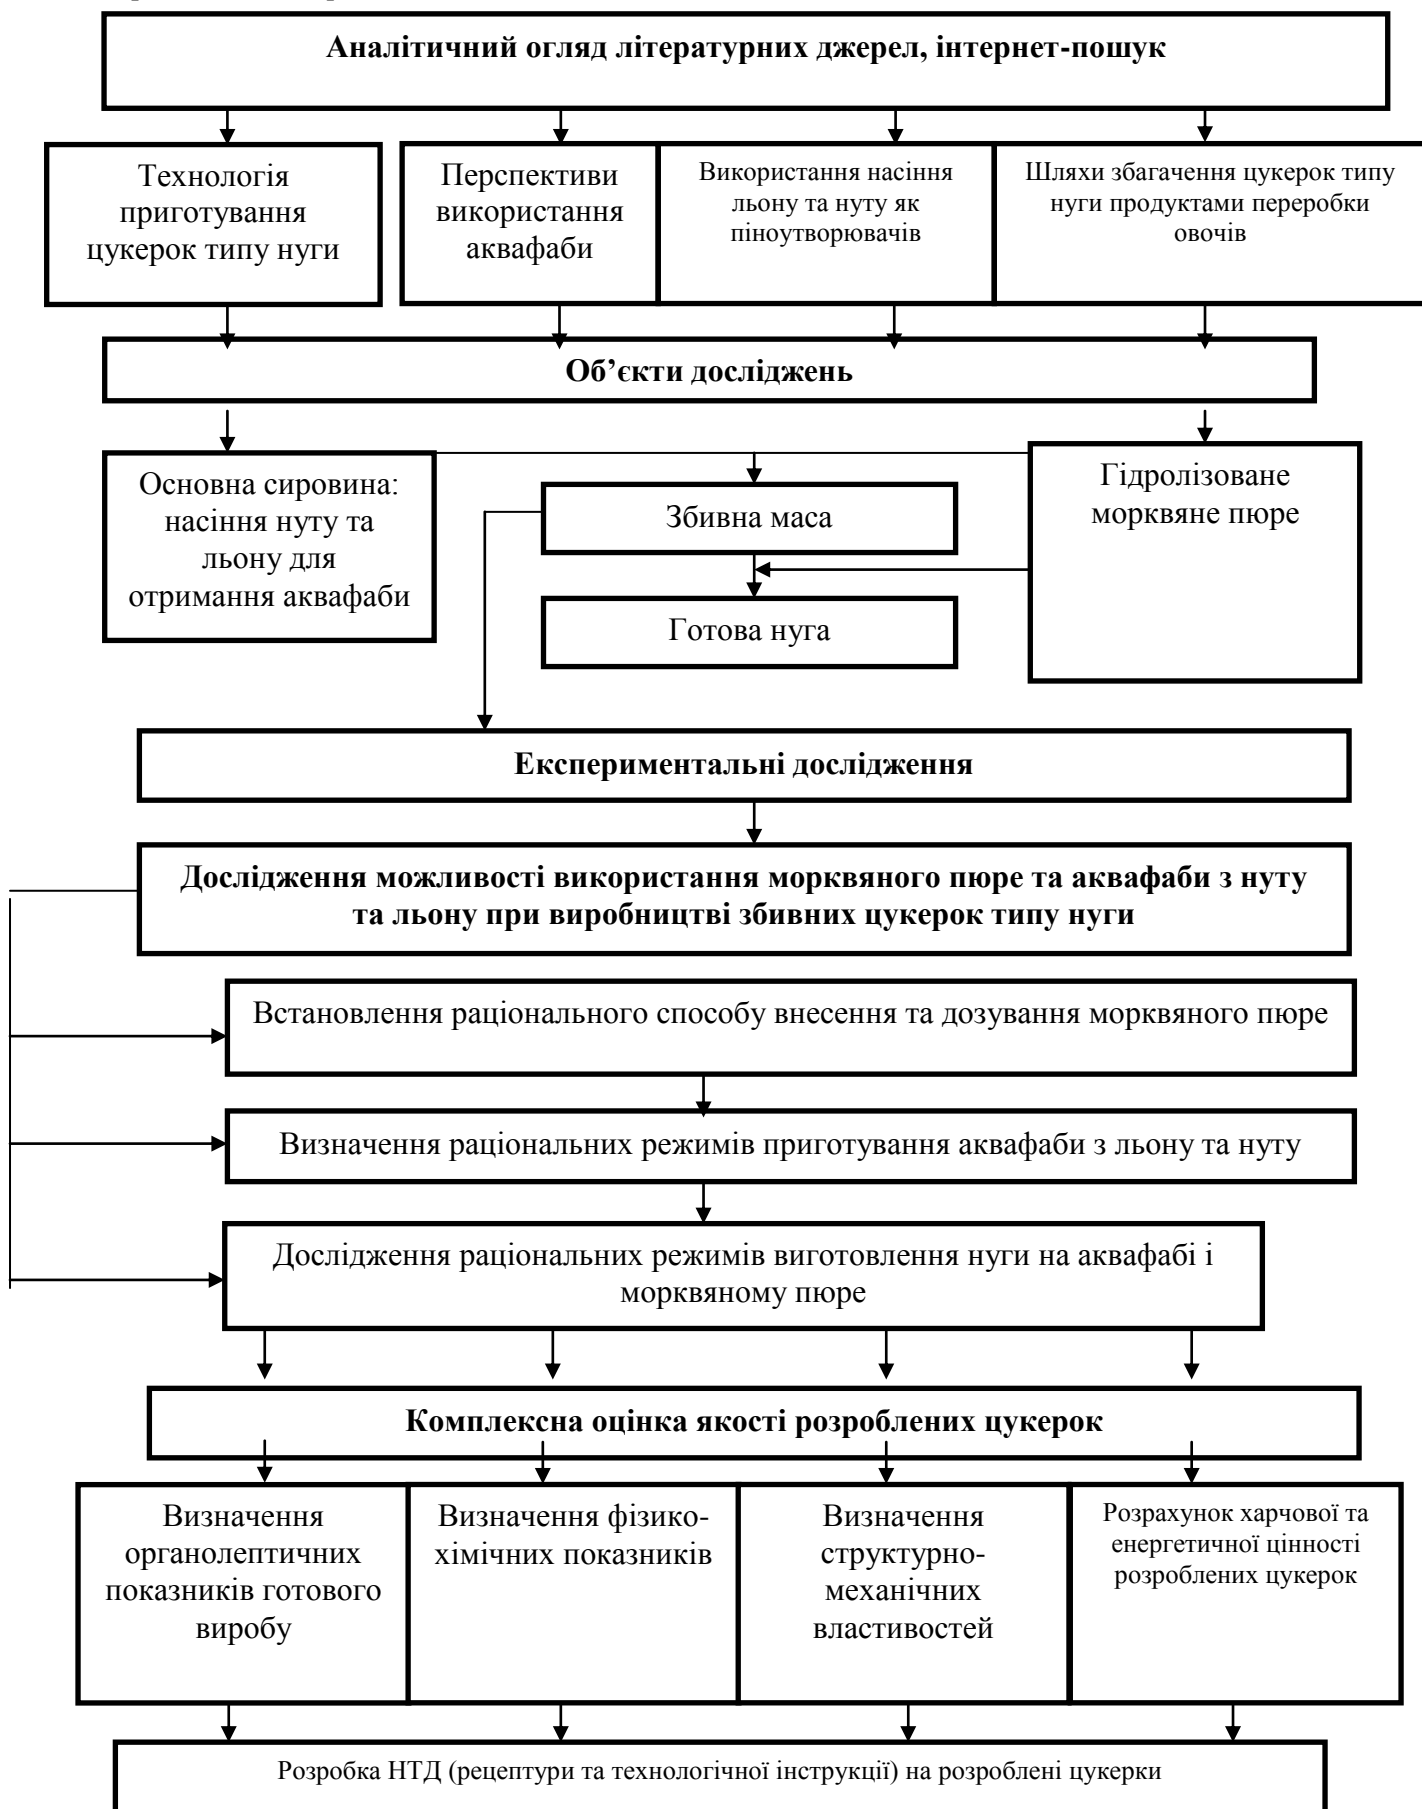 Аналітичний огляд літературних джерел, інтернет-пошук
Технологія
приготування
цукерок типу нуги
Перспективи
використання
аквафаби
Використання насіння
льону та нуту як
піноутворювачів
Шляхи збагачення цукерок типу
нуги продуктами переробки
овочів
Об’єкти досліджень
Основна сировина:
насіння нуту та
льону для
отримання аквафаби
Збивна маса
Готова нуга
Гідролізоване
морквяне пюре
Експериментальні дослідження
Дослідження можливості використання морквяного пюре та аквафаби з нуту
та льону при виробництві збивних цукерок типу нуги
Встановлення раціонального способу внесення та дозування морквяного пюре
Визначення раціональних режимів приготування аквафаби з льону та нуту
Дослідження раціональних режимів виготовлення нуги на аквафабі і
морквяному пюре
Комплексна оцінка якості розроблених цукерок
Визначення
органолептичних
показників готового
виробу
Визначення фізико-
хімічних показників
Визначення
структурно-
механічних
властивостей
Розрахунок харчової та
енергетичної цінності
розроблених цукерок
Розробка НТД (рецептури та технологічної інструкції) на розроблені цукерки